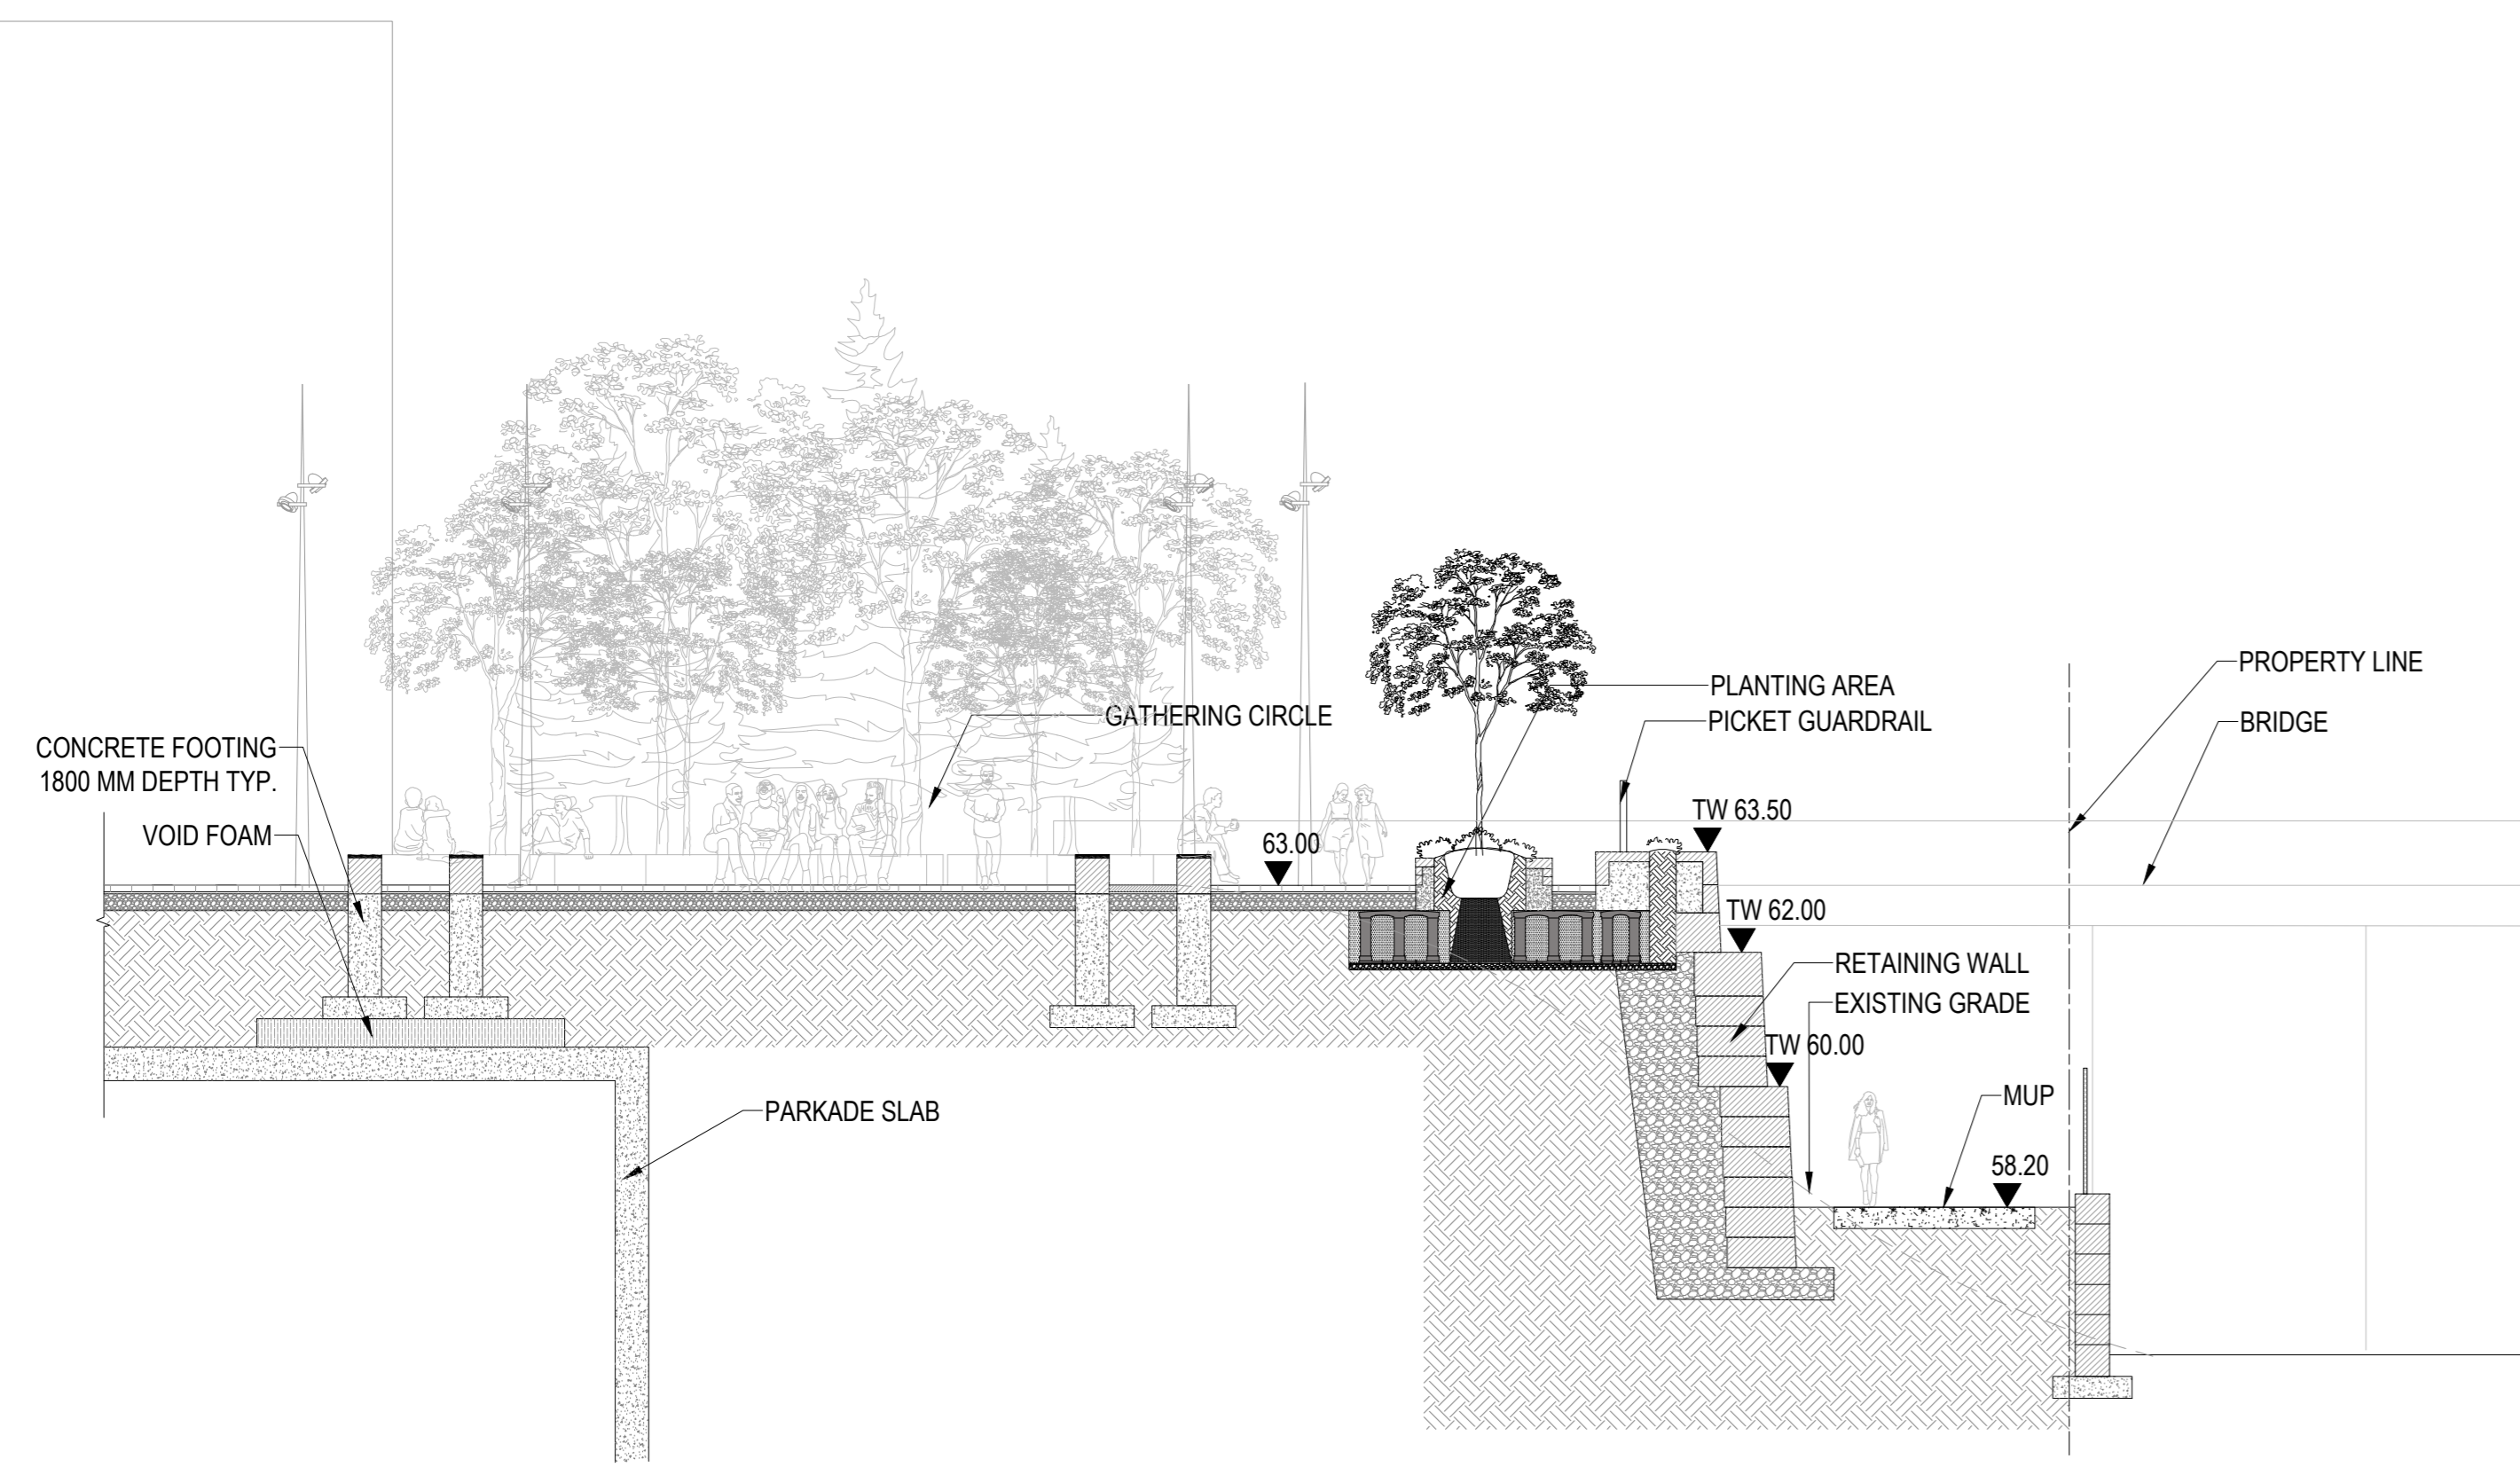 PROPERTY LINE
PLANTING AREA
GATHERING CIRCLE
PICKET GUARDRAIL
BRIDGE
CONCRETE FOOTING
1800 MM DEPTH TYP.
VOID FOAM
63.00
TW 63.50
TW 62.00
RETAINING WALL
EXISTING GRADE
TW 60.00
MUP
PARKADE SLAB
58.20